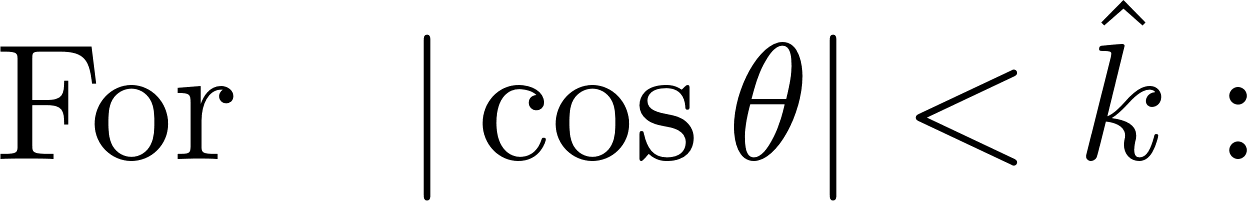 For |cos θ| < k̂ :